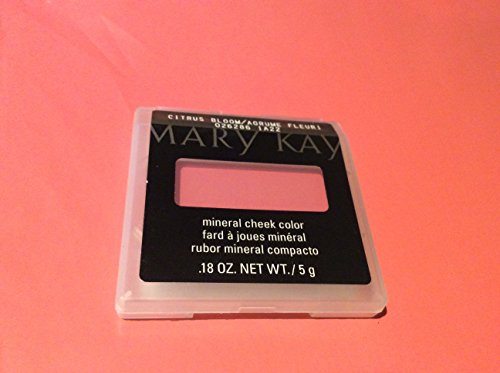 CITRUS BLOOM/AGRUME FLEURI
026286 1A22
MARY KAY
mineral cheek color
fard à joues minéral
rubor mineral compacto
.18 OZ. NET WT./5 g